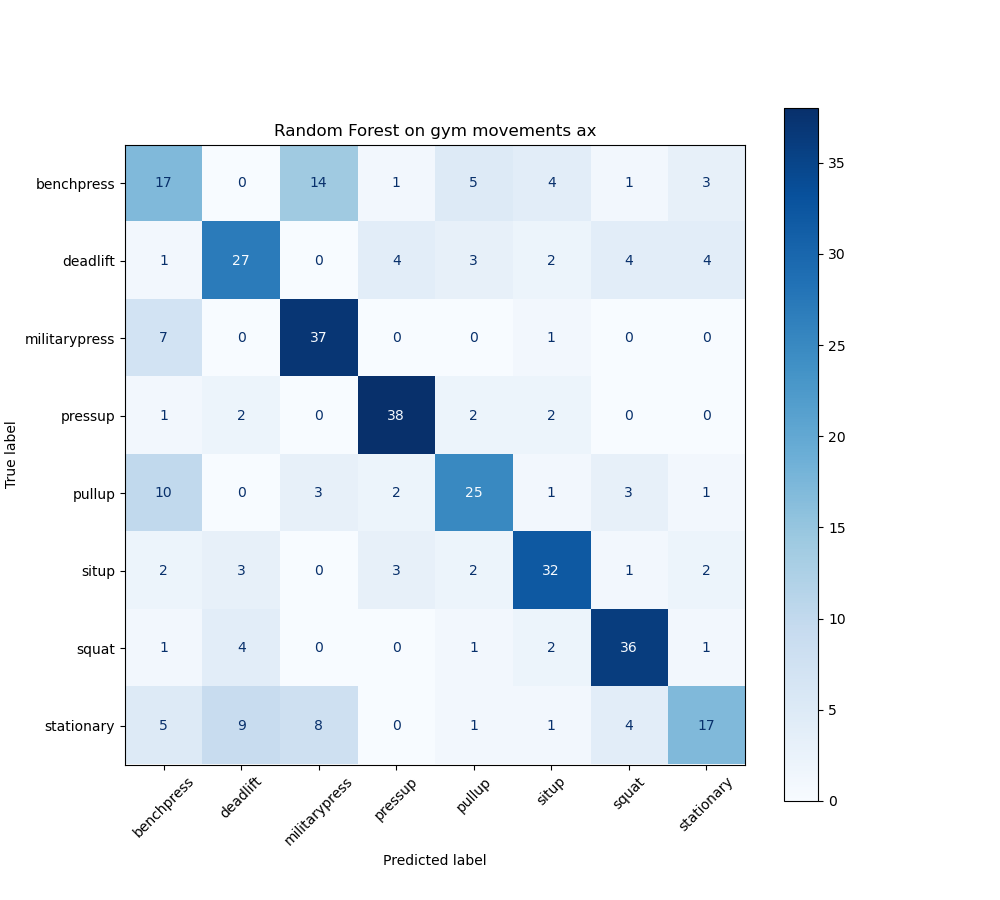 Random Forest on gym movements ax
benchpress 17 0 14 1 5 4 1 3
deadlift 1 27 0 4 3 2 4 4
militarypress 7 0 37 0 0 1 0 0
pressup 1 2 0 38 2 2 0 0
pullup 10 0 3 2 25 1 3 1
situp 2 3 0 3 2 32 1 2
squat 1 4 0 0 1 2 36 1
stationary 5 9 8 0 1 1 4 17
True label
benchpress deadlift militarypress pressup pullup situp squat stationary
Predicted label
35
30
25
20
15
10
5
0